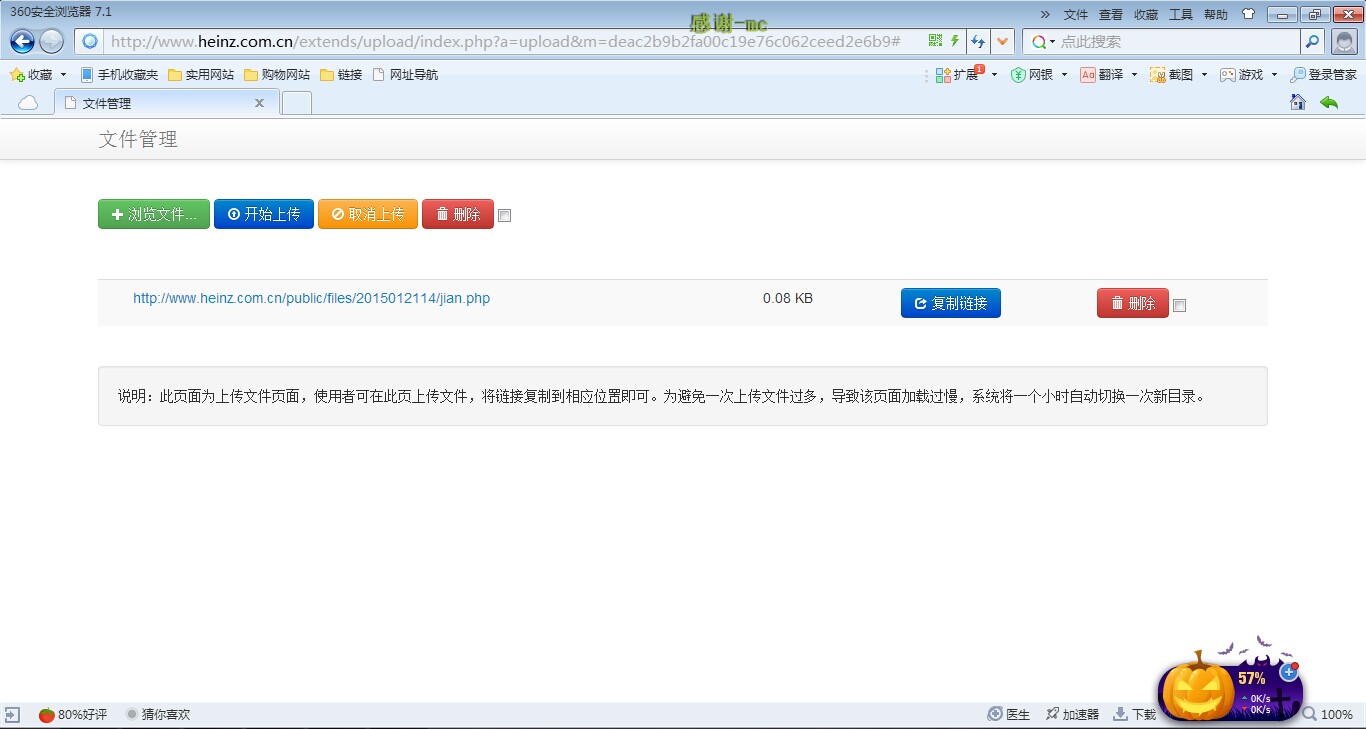 360安全浏览器 7.1
感谢-mc
» 文件 查看 收藏 工具 帮助
http://www.heinz.com.cn/extends/upload/index.php?a=upload&m=deac2b9b2fa00c19e76c062ceed2e6b9#
点此搜索
收藏 手机收藏夹 实用网站 购物网站 链接 网址导航
扩展 1 网银 Aa 翻译 截图 游戏 登录管家
文件管理 x
文件管理
浏览文件... 开始上传 取消上传 删除
http://www.heinz.com.cn/public/files/2015012114/jian.php 0.08 KB 复制链接 删除
说明：此页面为上传文件页面，使用者可在此页上传文件，将链接复制到相应位置即可。为避免一次上传文件过多，导致该页面加载过慢，系统将一个小时自动切换一次新目录。
57%
0K/s
0K/s
80%好评 猜你喜欢 医生 加速器 下载 100%